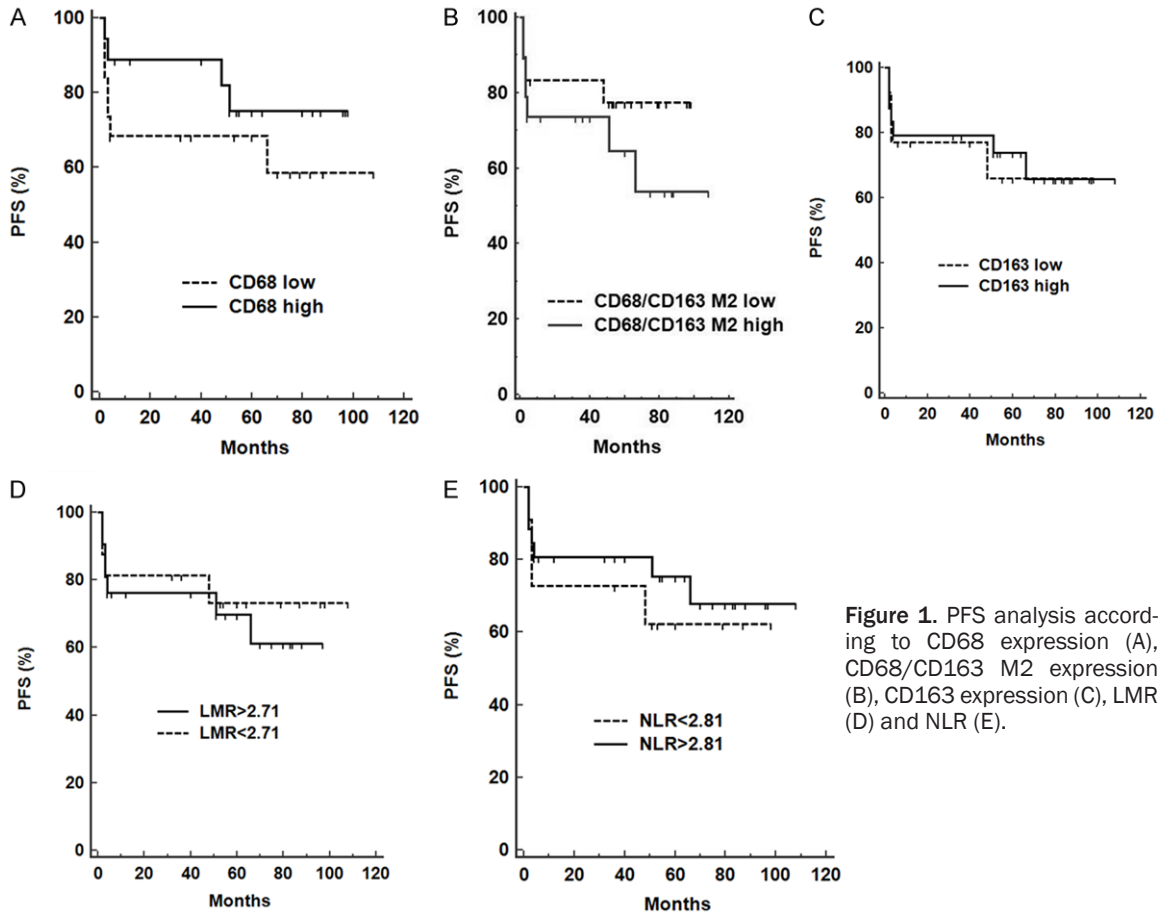 A
100
80
60
40
20
0
PFS (%)
CD68 low
CD68 high
0 20 40 60 80 100 120
Months
B
100
80
60
40
20
0
PFS (%)
CD68/CD163 M2 low
CD68/CD163 M2 high
0 40 80 120
Months
C
100
80
60
40
20
0
PFS (%)
CD163 low
CD163 high
0 20 40 60 80 100 120
Months
D
100
80
60
40
20
0
PFS (%)
LMR>2.71
LMR<2.71
0 20 40 60 80 100 120
Months
E
100
80
60
40
20
0
PFS (%)
NLR<2.81
NLR>2.81
0 20 40 60 80 100 120
Months
Figure 1. PFS analysis accord-
ing to CD68 expression (A),
CD68/CD163 M2 expression
(B), CD163 expression (C), LMR
(D) and NLR (E).